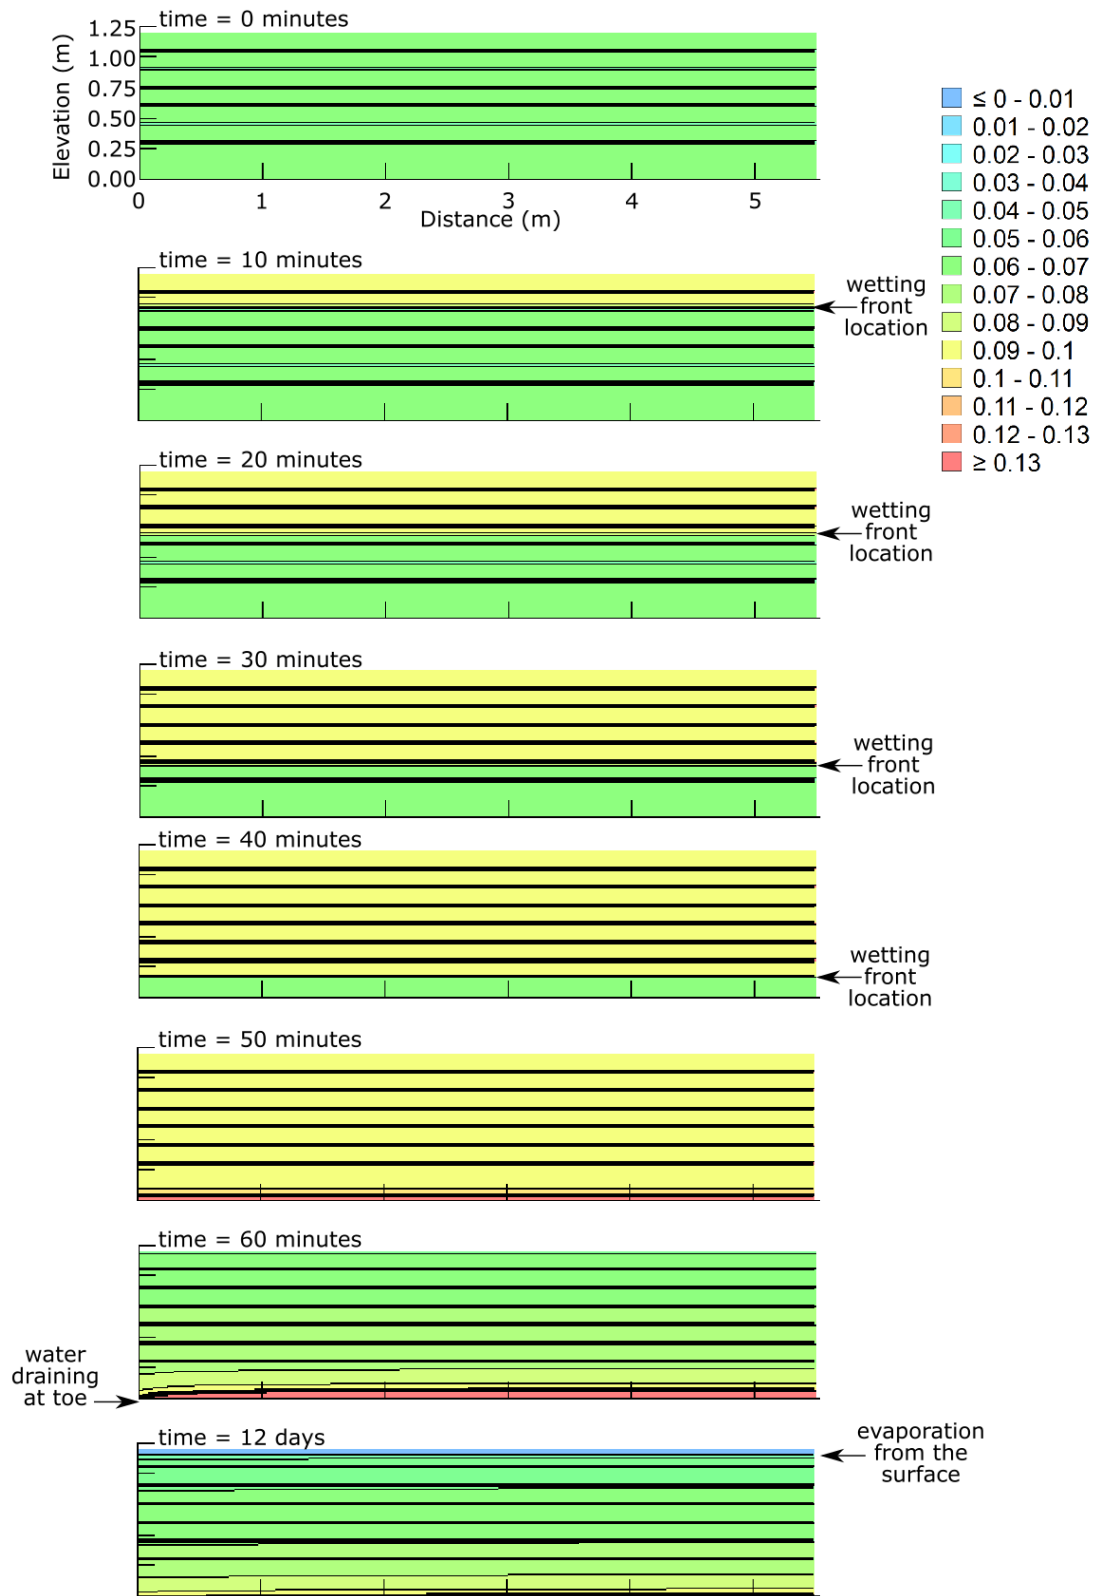 time = 0 minutes
1.25
1.00
0.75
0.50
0.25
0.00
Elevation (m)
0 1 2 3 4 5
Distance (m)
≤ 0 - 0.01
0.01 - 0.02
0.02 - 0.03
0.03 - 0.04
0.04 - 0.05
0.05 - 0.06
0.06 - 0.07
0.07 - 0.08
0.08 - 0.09
0.09 - 0.1
0.1 - 0.11
0.11 - 0.12
0.12 - 0.13
≥ 0.13
time = 10 minutes
wetting
front
location
time = 20 minutes
wetting
front
location
time = 30 minutes
wetting
front
location
time = 40 minutes
wetting
front
location
time = 50 minutes
time = 60 minutes
water
draining
at toe
time = 12 days
evaporation
from the
surface